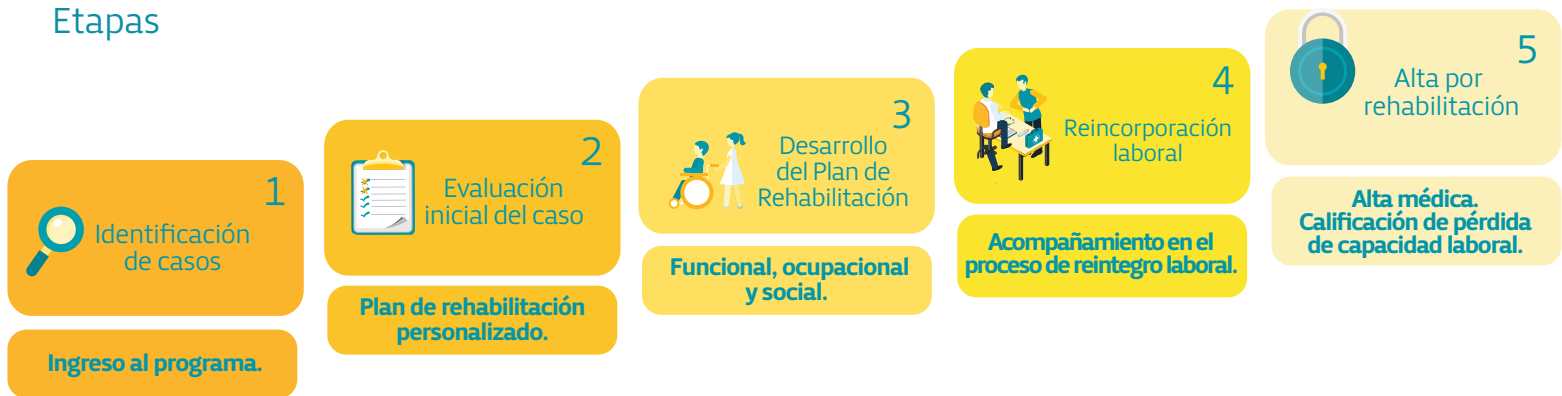 Etapas
1
Identificación
de casos
Ingreso al programa.
2
Evaluación
inicial del caso
Plan de rehabilitación
personalizado.
3
Desarrollo
del Plan de
Rehabilitación
Funcional, ocupacional
y social.
4
Reincorporación
laboral
Acompañamiento en el
proceso de reintegro laboral.
5
Alta por
rehabilitación
Alta médica.
Calificación de pérdida
de capacidad laboral.